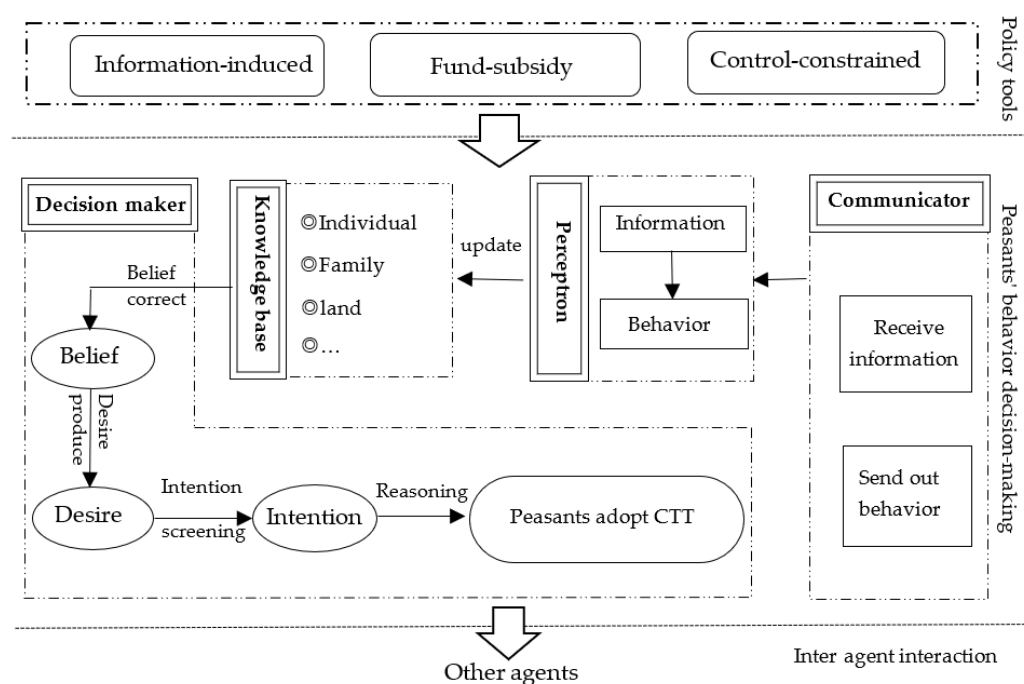 Information-induced
Fund-subsidy
Control-constrained
Policy tools
Decision maker
Knowledge base
◎Individual
◎Family
◎land
◎...
update
Perceptron
Information
Behavior
Communicator
Receive
information
Send out
behavior
Peasants' behavior decision-making
Belief
correct
Belief
Desire
produce
Desire
Intention
screening
Intention
Reasoning
Peasants adopt CTT
Other agents
Inter agent interaction